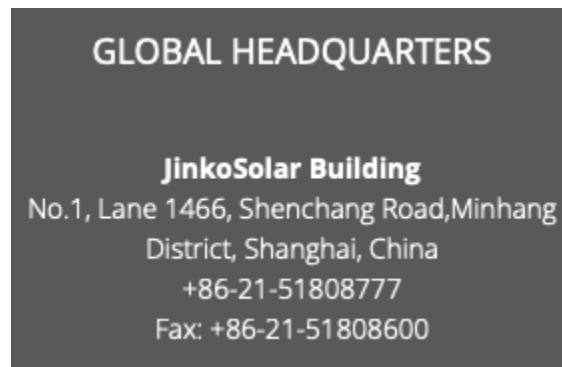 GLOBAL HEADQUARTERS
JinkoSolar Building
No.1, Lane 1466, Shenchang Road,Minhang
District, Shanghai, China
+86-21-51808777
Fax: +86-21-51808600